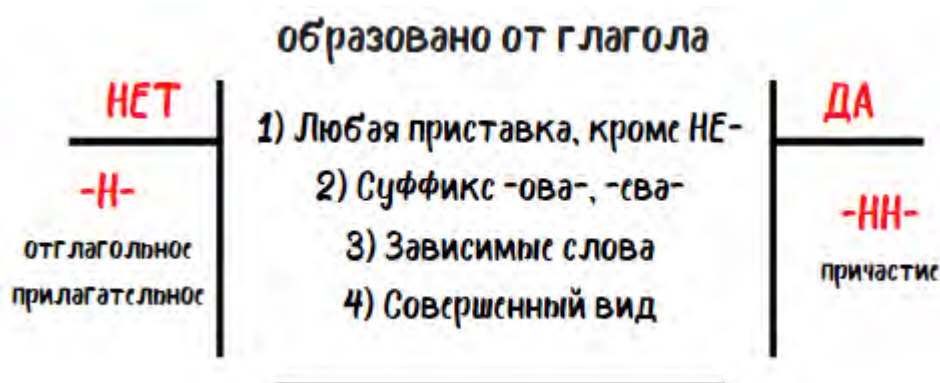 образовано от глагола
НЕТ
-Н-
отглагольное
прилагательное
1) Любая приставка, кроме НЕ-
2) Суффикс -ова-, -ева-
3) Зависимые слова
4) Совершенный вид
ДА
-НН-
причастие